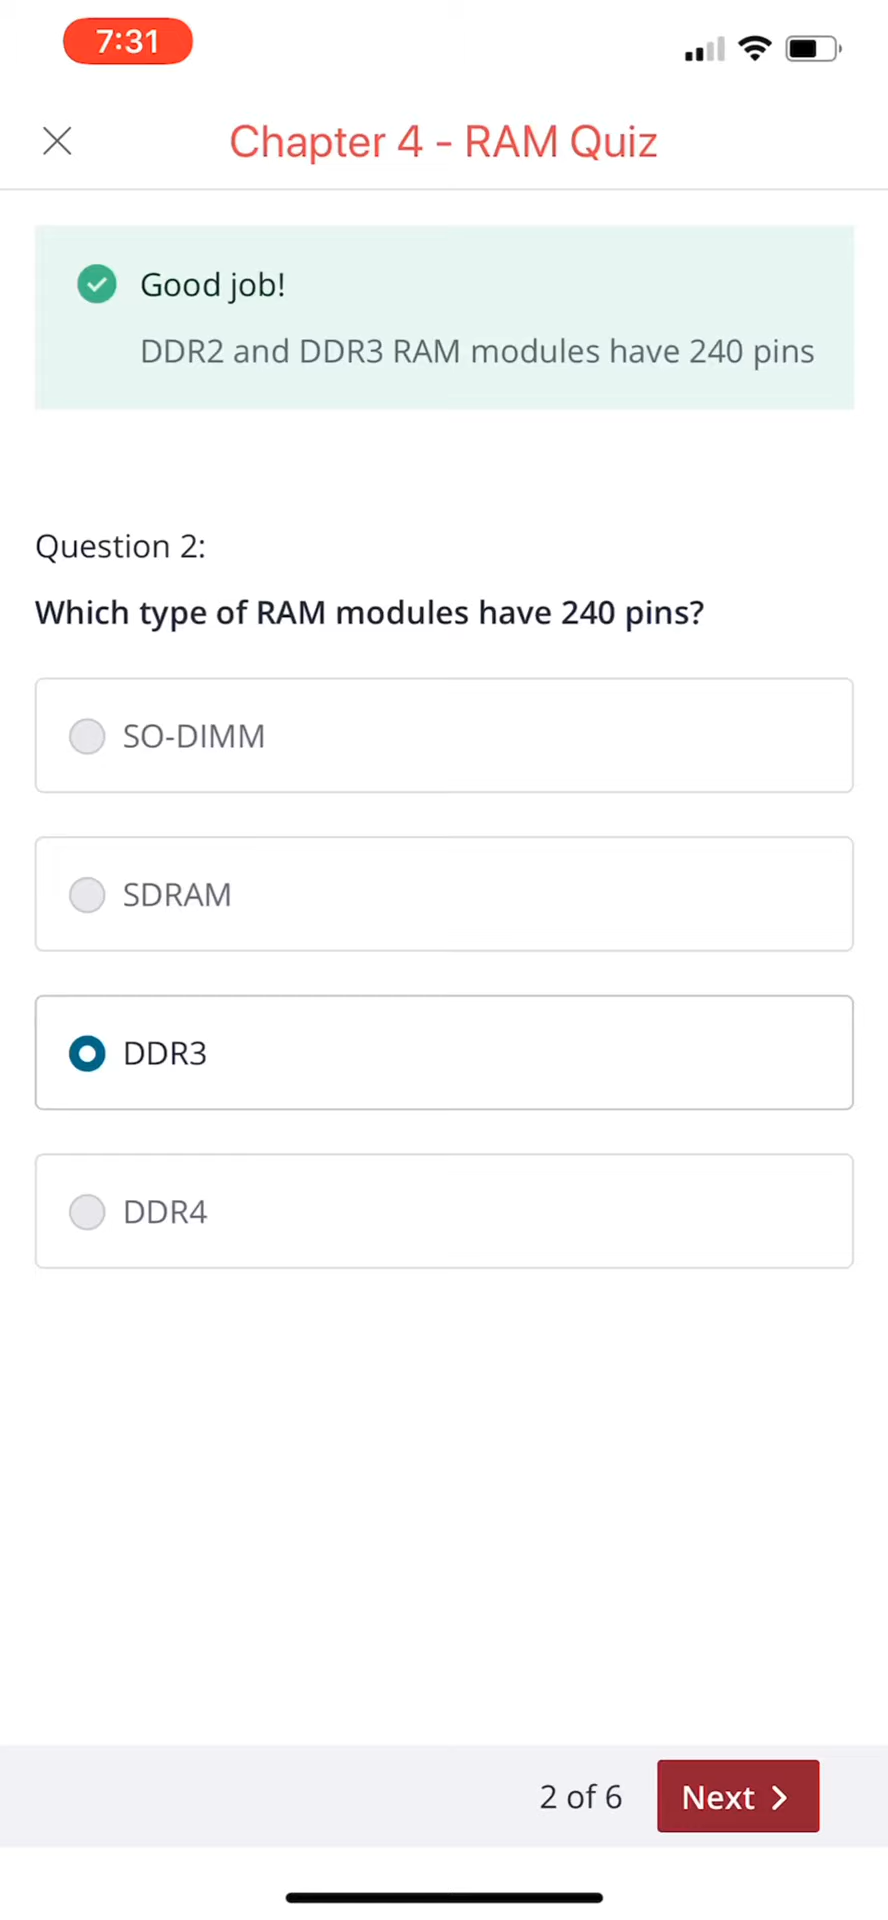 7:31
Chapter 4 - RAM Quiz
Good job!
DDR2 and DDR3 RAM modules have 240 pins
Question 2:
Which type of RAM modules have 240 pins?
SO-DIMM
SDRAM
DDR3
DDR4
2 of 6
Next